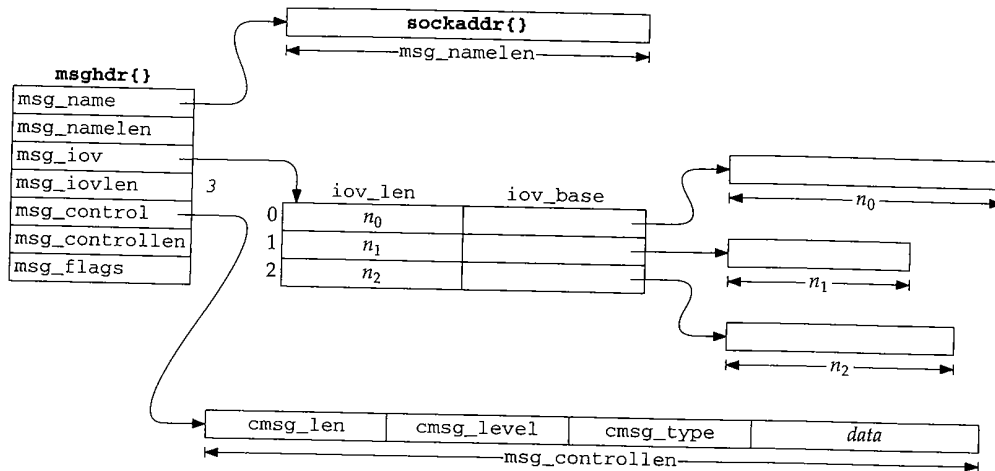 sockaddr{}
msg_namelen
msghdr{}
msg_name
msg_namelen
msg_iov
msg_iovlen 3
msg_control
msg_controllen
msg_flags
iov_len iov_base
0 n0
1 n1
2 n2
n0
n1
n2
cmsg_len cmsg_level cmsg_type data
msg_controllen